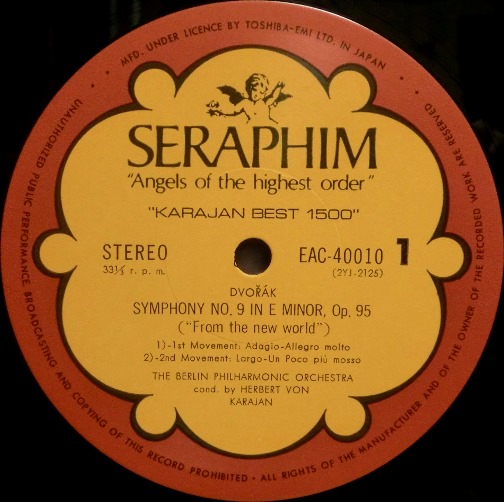 MFD. UNDER LICENCE BY TOSHIBA-EMI LTD. IN JAPAN
UNAUTHORIZED PUBLIC PERFORMANCE, BROADCASTING AND COPYING OF THIS RECORD PROHIBITED • ALL RIGHTS OF THE MANUFACTURER AND OF THE OWNER OF THE RECORDED WORK ARE RESERVED
SERAPHIM
"Angels of the highest order"
"KARAJAN BEST 1500"
STEREO
33⅓ r. p. m.
EAC-40010 1
(2YJ-2125)
DVOŘÁK
SYMPHONY NO. 9 IN E MINOR, Op. 95
("From the new world")
1)-1st Movement: Adagio-Allegro molto
2)-2nd Movement: Lorgo-Un Poco piú mosso
THE BERLIN PHILHARMONIC ORCHESTRA
cond. by HERBERT VON
KARAJAN